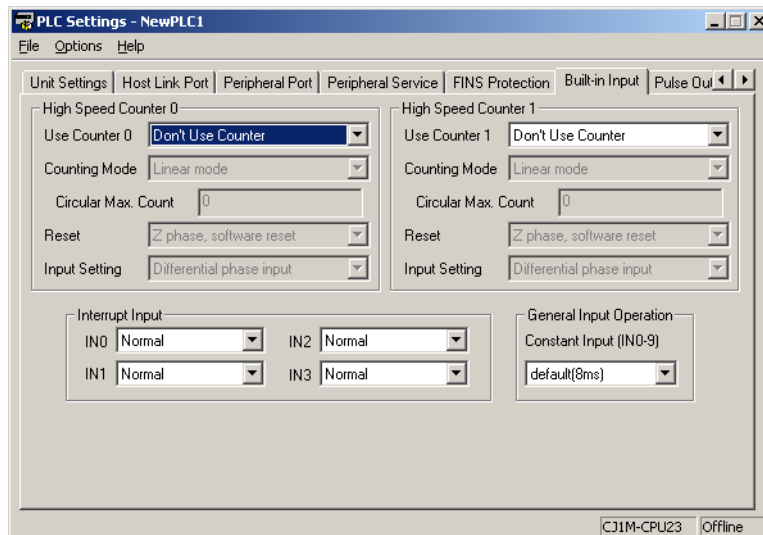 PLC Settings - NewPLC1
File Options Help
Unit Settings Host Link Port Peripheral Port Peripheral Service FINS Protection Built-in Input Pulse Ou
High Speed Counter 0 High Speed Counter 1
Use Counter 0 Don't Use Counter Use Counter 1 Don't Use Counter
Counting Mode Linear mode Counting Mode Linear mode
Circular Max. Count 0 Circular Max. Count 0
Reset Z phase, software reset Reset Z phase, software reset
Input Setting Differential phase input Input Setting Differential phase input
Interrupt Input General Input Operation
IN0 Normal IN2 Normal Constant Input (IN0-9)
IN1 Normal IN3 Normal default(8ms)
CJ1M-CPU23 Offline